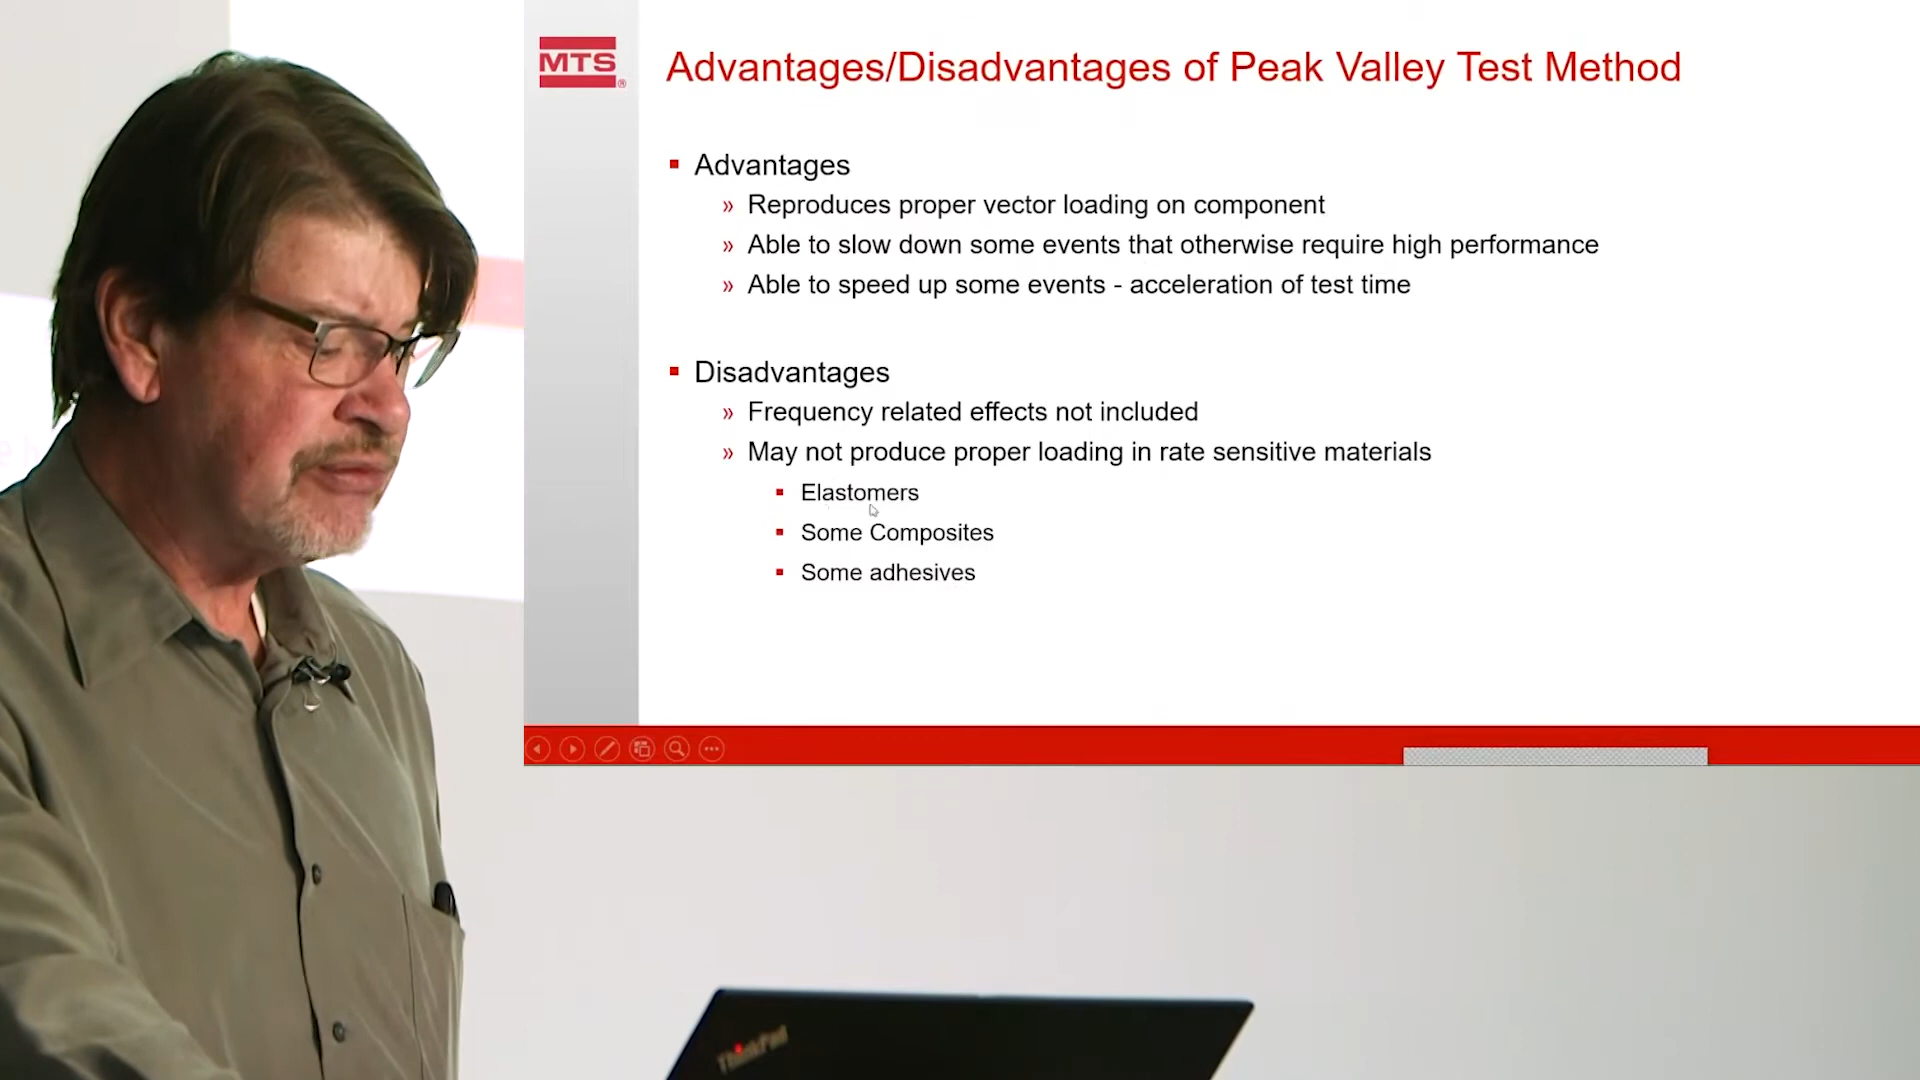 MTS
®
Advantages/Disadvantages of Peak Valley Test Method
▪ Advantages
» Reproduces proper vector loading on component
» Able to slow down some events that otherwise require high performance
» Able to speed up some events - acceleration of test time
▪ Disadvantages
» Frequency related effects not included
» May not produce proper loading in rate sensitive materials
▪ Elastomers
▪ Some Composites
▪ Some adhesives
ThinkPad